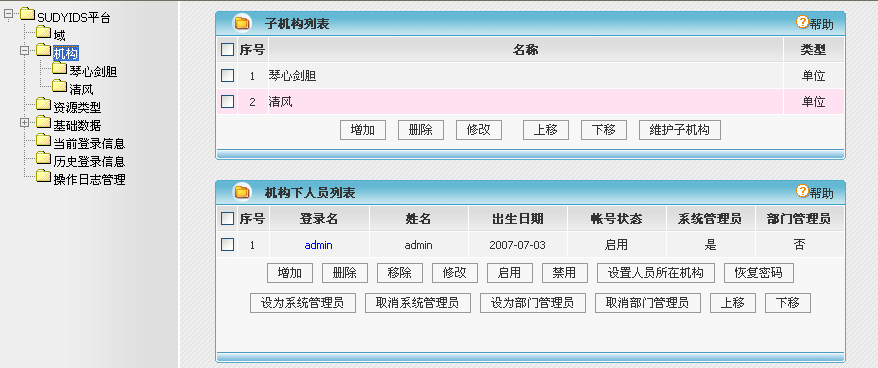 SUDYIDS平台
域
机构
琴心剑胆
清风
资源类型
基础数据
当前登录信息
历史登录信息
操作日志管理
子机构列表 帮助
序号 名称 类型
1 琴心剑胆 单位
2 清风 单位
增加 删除 修改 上移 下移 維护子机构
机构下人员列表 帮助
序号 登录名 姓名 出生日期 帐号状态 系统管理员 部门管理员
1 admin admin 2007-07-03 启用 是 否
增加 删除 移除 修改 启用 禁用 设置人员所在机构 恢复密码
设为系统管理员 取消系统管理员 设为部门管理员 取消部门管理员 上移 下移